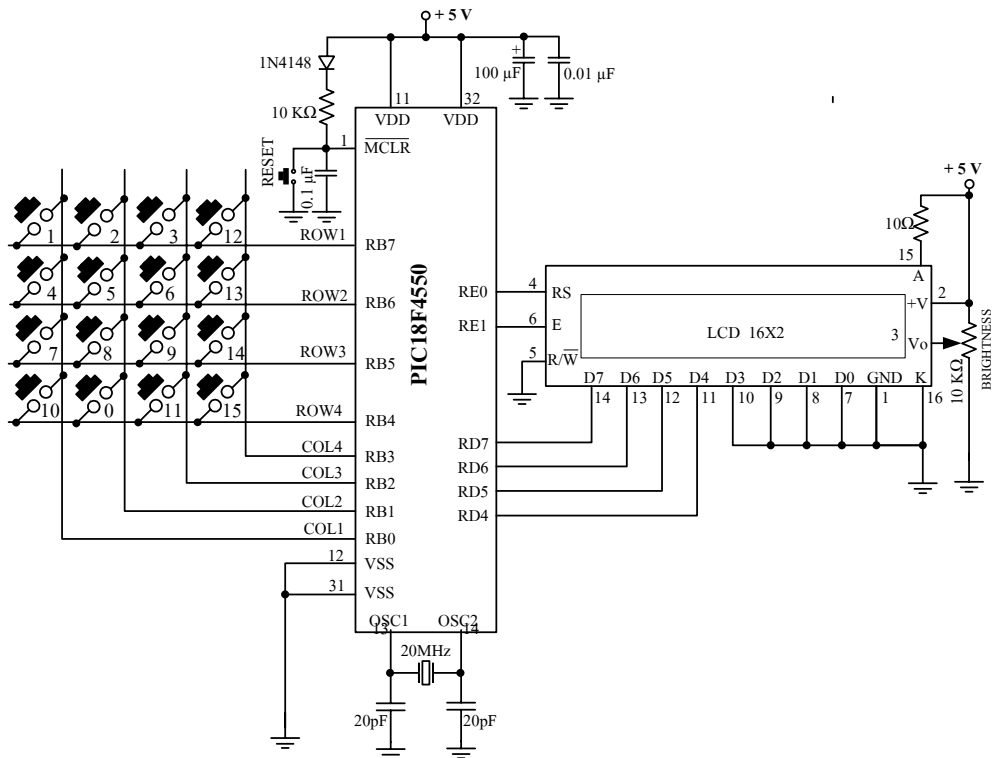 + 5 V
1N4148
100 µF
0.01 µF
10 KΩ
11
32
VDD
VDD
1
MCLR
RESET
0.1 µF
+ 5 V
10Ω
15
A
1
2
3
12
ROW1
RB7
4
5
6
13
ROW2
RB6
7
8
9
14
ROW3
RB5
10
0
11
15
ROW4
RB4
COL4
RB3
COL3
RB2
COL2
RB1
COL1
RB0
12
VSS
31
VSS
PIC18F4550
RE0
4
RS
RE1
6
E
5
R/W
LCD 16X2
+V
2
3
Vo
BRIGHTNESS
10 KΩ
D7
D6
D5
D4
D3
D2
D1
D0
GND
K
14
13
12
11
10
9
8
7
1
16
RD7
RD6
RD5
RD4
OSC1
OSC2
13
14
20MHz
20pF
20pF
+